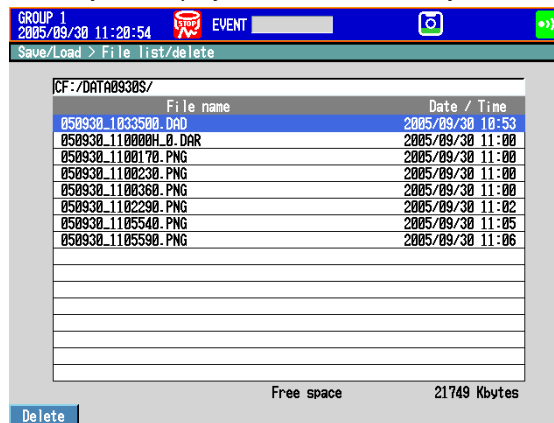 GROUP 1
2005/09/30 11:20:54 STOP EVENT
Save/Load > File list/delete
CF:/DATA0930S/
File name Date / Time
050930_1033500.DAD 2005/09/30 10:53
050930_110000H_0.DAR 2005/09/30 11:00
050930_1100170.PNG 2005/09/30 11:00
050930_1100230.PNG 2005/09/30 11:00
050930_1100360.PNG 2005/09/30 11:00
050930_1102290.PNG 2005/09/30 11:02
050930_1105540.PNG 2005/09/30 11:05
050930_1105590.PNG 2005/09/30 11:06
Free space 21749 Kbytes
Delete